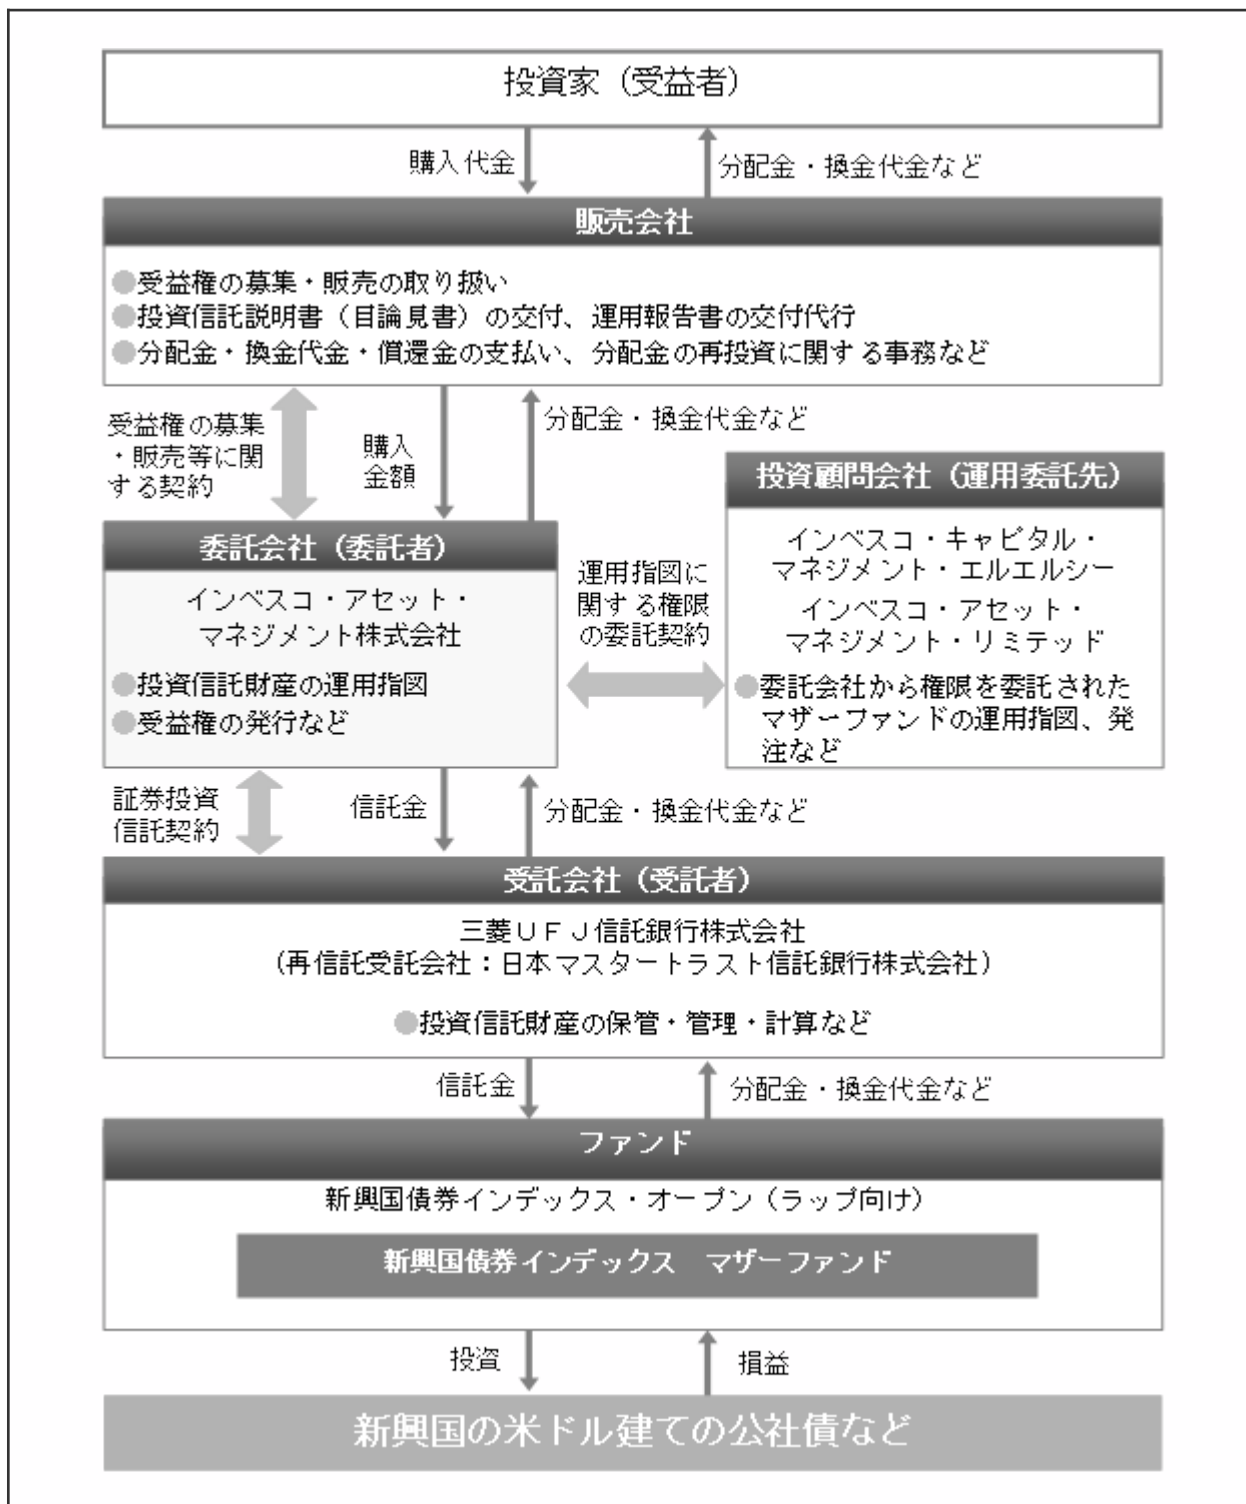 投資家（受益者）
購入代金
分配金・換金代金など
販売会社
●受益権の募集・販売の取り扱い
●投資信託説明書（目論見書）の交付、運用報告書の交付代行
●分配金・換金代金・償還金の支払い、分配金の再投資に関する事務など
受益権の募集
・販売等に関
する契約
購入
金額
分配金・換金代金など
投資顧問会社（運用委託先）
インベスコ・キャピタル・
マネジメント・エルエルシー
インベスコ・アセット・
マネジメント・リミテッド
●委託会社から権限を委託された
マザーファンドの運用指図、発
注など
委託会社（委託者）
インベスコ・アセット・
マネジメント株式会社
●投資信託財産の運用指図
●受益権の発行など
運用指図に
関する権限
の委託契約
証券投資
信託契約
信託金
分配金・換金代金など
受託会社（受託者）
三菱ＵＦＪ信託銀行株式会社
（再信託受託会社：日本マスタートラスト信託銀行株式会社）
●投資信託財産の保管・管理・計算など
信託金
分配金・換金代金など
ファンド
新興国債券インデックス・オープン（ラップ向け）
新興国債券インデックス　マザーファンド
投資
損益
新興国の米ドル建ての公社債など